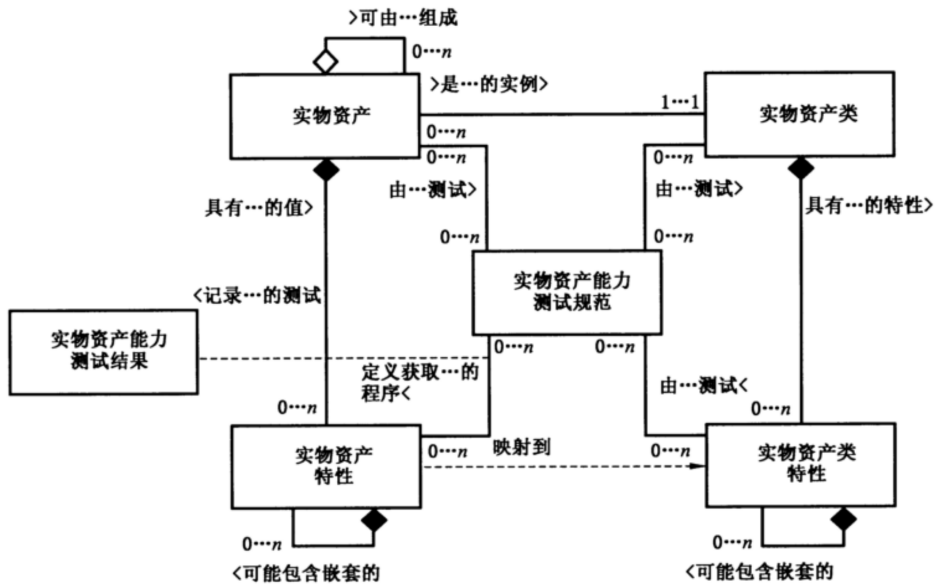 >可由…组成
0…n
>是…的实例>
实物资产
1…1
实物资产类
0…n
0…n
0…n
由…测试>
由…测试>
具有…的值>
具有…的特性>
0…n
0…n
实物资产能力
测试规范
<记录…的测试
实物资产能力
测试结果
0…n
0…n
定义获取…的
程序<
由…测试<
0…n
0…n
实物资产
特性
0…n
映射到
0…n
实物资产类
特性
0…n
0…n
<可能包含嵌套的
<可能包含嵌套的